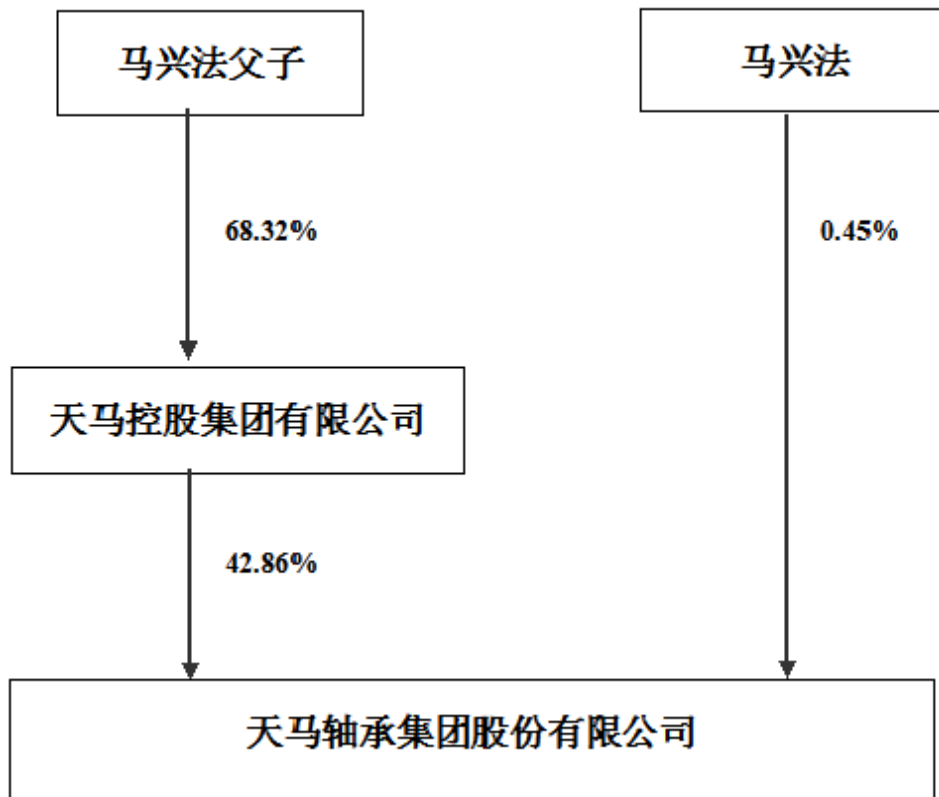 马兴法父子
马兴法
68.32%
0.45%
天马控股集团有限公司
42.86%
天马轴承集团股份有限公司